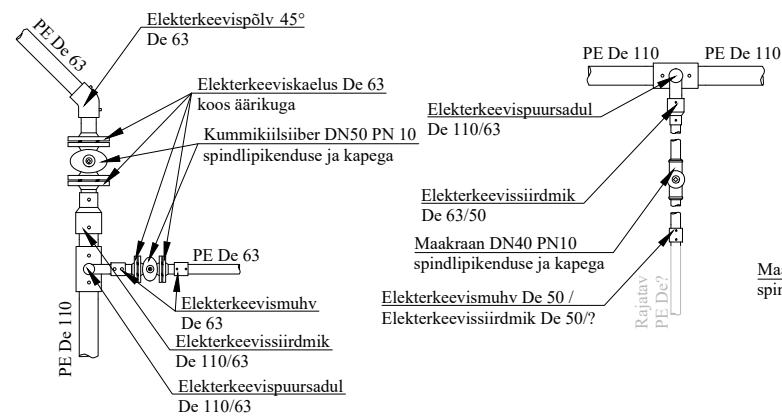 Elekterkeevispõlv 45°
De 63
PE De 63
Elekterkeeviskaelus De 63
koos äärikuga
Kummikiilsiiber DN50 PN 10
spindlipikenduse ja kapega
PE De 63
Elekterkeevismuhv
De 63
Elekterkeevissiirdmik
De 110/63
PE De 110
Elekterkeevispuursadul
De 110/63
PE De 110
PE De 110
Elekterkeevispuursadul
De 110/63
Elekterkeevissiirdmik
De 63/50
Maakraan DN40 PN10
spindlipikenduse ja kapega
Elekterkeevismuhv De 50 /
Elekterkeevissiirdmik De 50/?
Rajatav
PE De?
Maa
spin